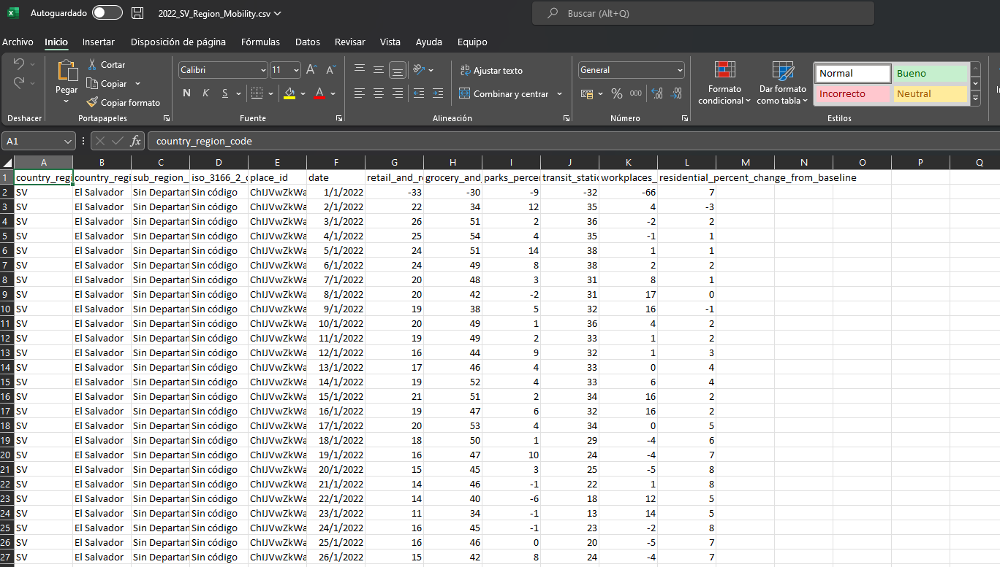 Autoguardado 2022_SV_Region_Mobility.csv Buscar (Alt+Q)
Archivo Inicio Insertar Disposición de página Fórmulas Datos Revisar Vista Ayuda Equipo
Pegar Cortar Copiar Copiar formato
Calibri 11
N K S
Ajustar texto
Combinar y centrar
General
% 000
Formato condicional
Dar formato como tabla
Normal Bueno
Incorrecto Neutral
Deshacer Portapapeles Fuente Alineación Número Estilos
A1 fx country_region_code
A B C D E F G H I J K L M N O P Q
1 country_regi country_regi sub_region_ iso_3166_2_c place_id date retail_and_re grocery_and_ parks_percen transit_statio workplaces_ residential_percent_change_from_baseline
2 SV El Salvador Sin Departan Sin código ChIJVwZkWa 1/1/2022 -33 -30 -9 -32 -66 7
3 SV El Salvador Sin Departan Sin código ChIJVwZkWa 2/1/2022 22 34 12 35 4 -3
4 SV El Salvador Sin Departan Sin código ChIJVwZkWa 3/1/2022 26 51 2 36 -2 2
5 SV El Salvador Sin Departan Sin código ChIJVwZkWa 4/1/2022 25 54 4 35 -1 1
6 SV El Salvador Sin Departan Sin código ChIJVwZkWa 5/1/2022 24 51 14 38 1 1
7 SV El Salvador Sin Departan Sin código ChIJVwZkWa 6/1/2022 24 49 8 38 2 2
8 SV El Salvador Sin Departan Sin código ChIJVwZkWa 7/1/2022 20 48 3 31 8 1
9 SV El Salvador Sin Departan Sin código ChIJVwZkWa 8/1/2022 20 42 -2 31 17 0
10 SV El Salvador Sin Departan Sin código ChIJVwZkWa 9/1/2022 19 38 5 32 16 -1
11 SV El Salvador Sin Departan Sin código ChIJVwZkWa 10/1/2022 20 49 1 36 4 2
12 SV El Salvador Sin Departan Sin código ChIJVwZkWa 11/1/2022 19 49 2 33 1 2
13 SV El Salvador Sin Departan Sin código ChIJVwZkWa 12/1/2022 16 44 9 32 1 3
14 SV El Salvador Sin Departan Sin código ChIJVwZkWa 13/1/2022 17 46 4 33 0 4
15 SV El Salvador Sin Departan Sin código ChIJVwZkWa 14/1/2022 19 52 4 33 6 4
16 SV El Salvador Sin Departan Sin código ChIJVwZkWa 15/1/2022 21 51 2 34 16 2
17 SV El Salvador Sin Departan Sin código ChIJVwZkWa 16/1/2022 19 47 6 32 16 2
18 SV El Salvador Sin Departan Sin código ChIJVwZkWa 17/1/2022 20 53 4 34 0 5
19 SV El Salvador Sin Departan Sin código ChIJVwZkWa 18/1/2022 18 50 1 29 -4 6
20 SV El Salvador Sin Departan Sin código ChIJVwZkWa 19/1/2022 16 47 10 24 -4 7
21 SV El Salvador Sin Departan Sin código ChIJVwZkWa 20/1/2022 15 45 3 25 -5 8
22 SV El Salvador Sin Departan Sin código ChIJVwZkWa 21/1/2022 14 46 -1 22 1 8
23 SV El Salvador Sin Departan Sin código ChIJVwZkWa 22/1/2022 14 40 -6 18 12 5
24 SV El Salvador Sin Departan Sin código ChIJVwZkWa 23/1/2022 11 34 -1 13 14 5
25 SV El Salvador Sin Departan Sin código ChIJVwZkWa 24/1/2022 16 45 -1 23 -2 8
26 SV El Salvador Sin Departan Sin código ChIJVwZkWa 25/1/2022 16 46 0 20 -5 7
27 SV El Salvador Sin Departan Sin código ChIJVwZkWa 26/1/2022 15 42 8 24 -4 7